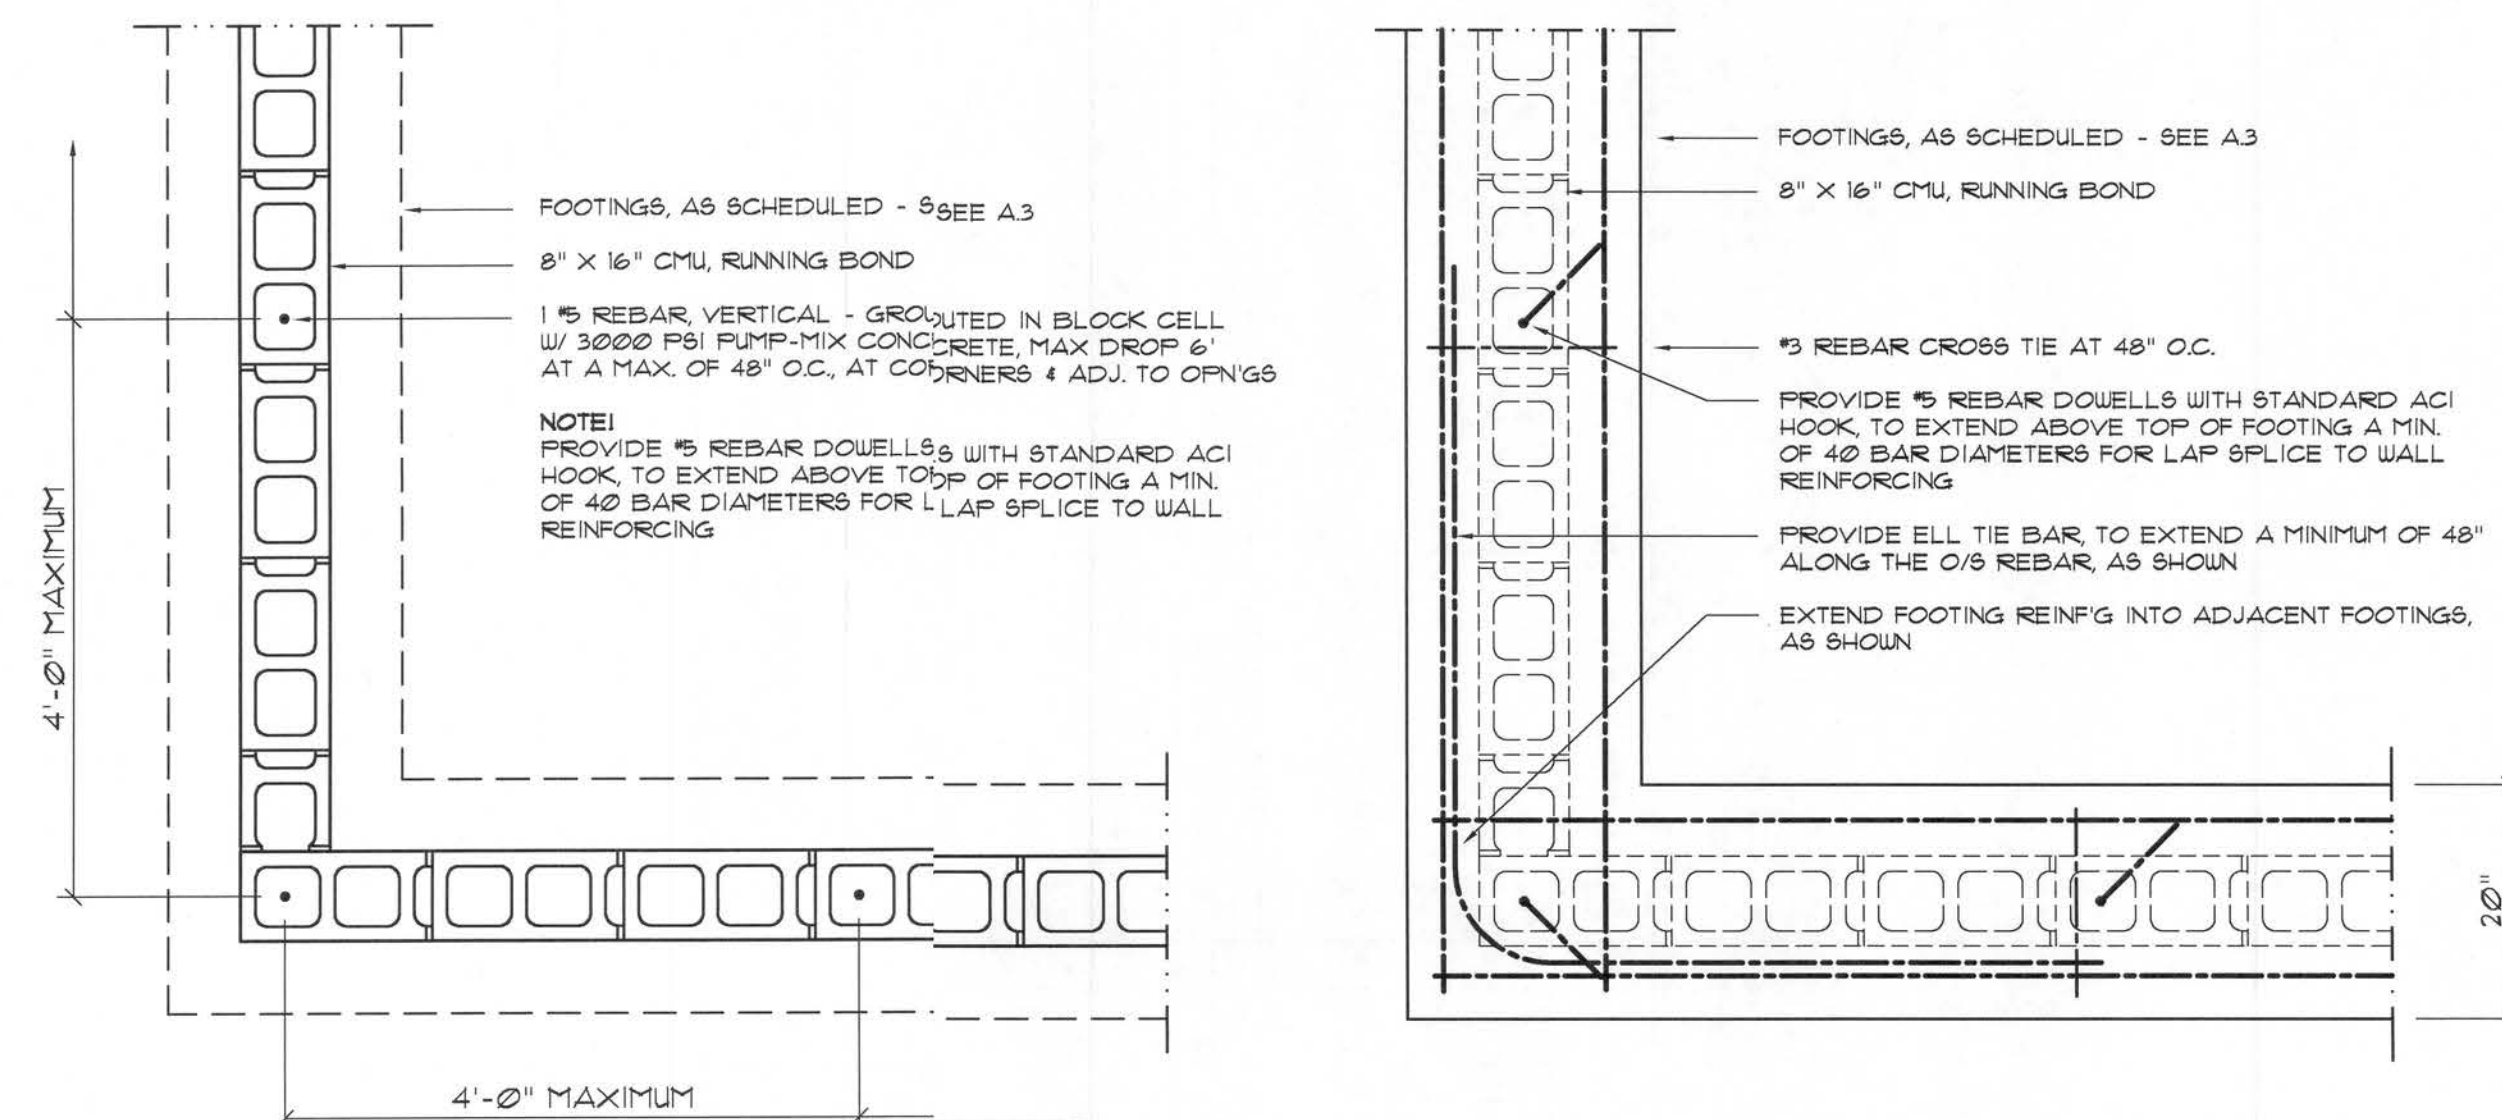 FOOTINGS, AS SCHEDULED - SSEE A.3
8" X 16" CMU, RUNNING BOND
1 #5 REBAR, VERTICAL - GROUTED IN BLOCK CELL
W/ 3000 PSI PUMP-MIX CONCRETE, MAX DROP 6'
AT A MAX. OF 48" O.C., AT CORNERS & ADJ. TO OPN'GS
NOTE!
PROVIDE #5 REBAR DOWELLS WITH STANDARD ACI
HOOK, TO EXTEND ABOVE TOP OF FOOTING A MIN.
OF 40 BAR DIAMETERS FOR LAP SPLICE TO WALL
REINFORCING
4'-0" MAXIMUM
4'-0" MAXIMUM
FOOTINGS, AS SCHEDULED - SEE A.3
8" X 16" CMU, RUNNING BOND
#3 REBAR CROSS TIE AT 48" O.C.
PROVIDE #5 REBAR DOWELLS WITH STANDARD ACI
HOOK, TO EXTEND ABOVE TOP OF FOOTING A MIN.
OF 40 BAR DIAMETERS FOR LAP SPLICE TO WALL
REINFORCING
PROVIDE ELL TIE BAR, TO EXTEND A MINIMUM OF 48"
ALONG THE O/S REBAR, AS SHOWN
EXTEND FOOTING REINF'G INTO ADJACENT FOOTINGS,
AS SHOWN
20"